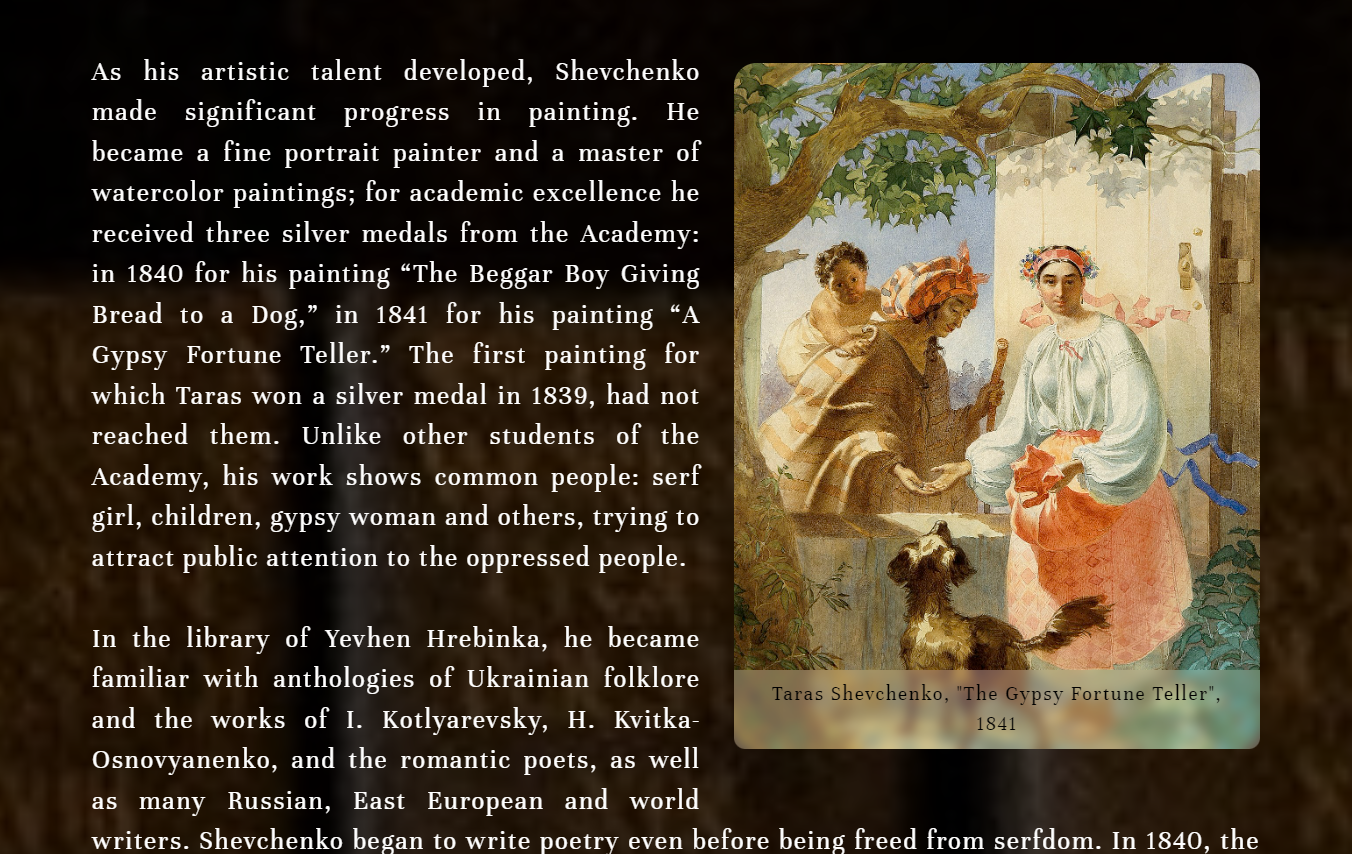 As his artistic talent developed, Shevchenko
made significant progress in painting. He
became a fine portrait painter and a master of
watercolor paintings; for academic excellence he
received three silver medals from the Academy:
in 1840 for his painting “The Beggar Boy Giving
Bread to a Dog,” in 1841 for his painting “A
Gypsy Fortune Teller.” The first painting for
which Taras won a silver medal in 1839, had not
reached them. Unlike other students of the
Academy, his work shows common people: serf
girl, children, gypsy woman and others, trying to
attract public attention to the oppressed people.
Taras Shevchenko, "The Gypsy Fortune Teller",
1841
In the library of Yevhen Hrebinka, he became
familiar with anthologies of Ukrainian folklore
and the works of I. Kotlyarevsky, H. Kvitka-
Osnovyanenko, and the romantic poets, as well
as many Russian, East European and world
writers. Shevchenko began to write poetry even before being freed from serfdom. In 1840, the